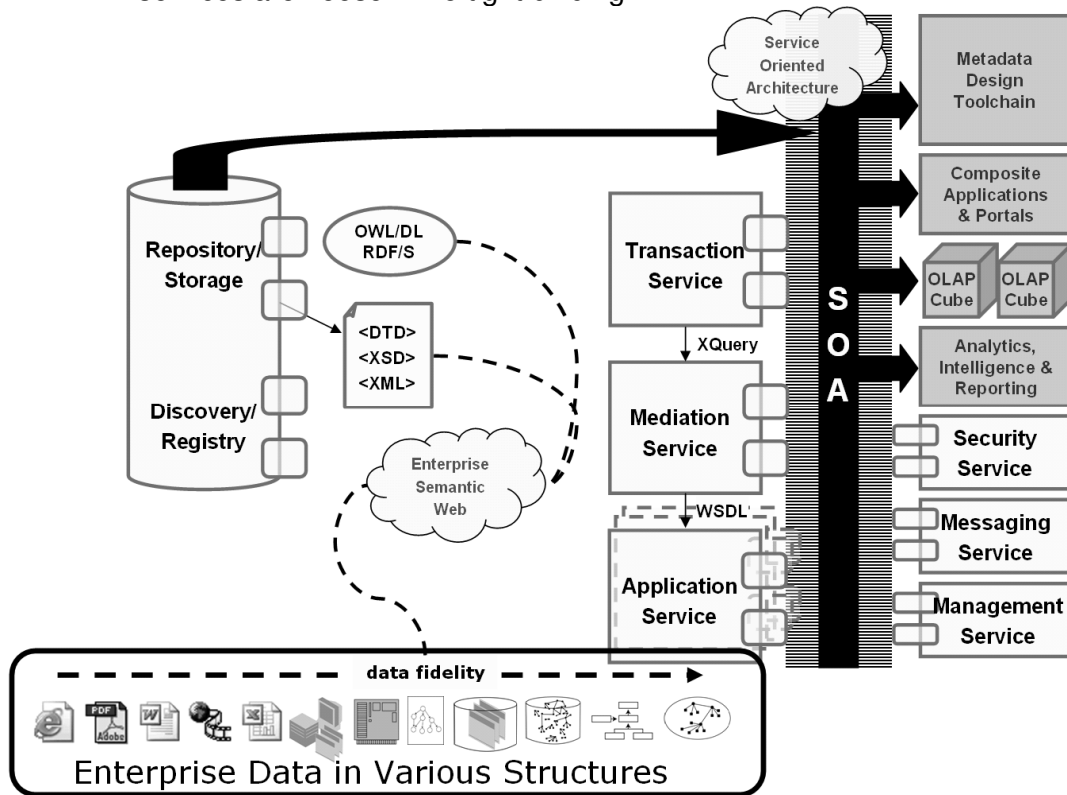 Service
Oriented
Architecture
Metadata
Design
Toolchain
Composite
Applications
& Portals
OLAP
Cube
OLAP
Cube
Analytics,
Intelligence &
Reporting
Security
Service
Messaging
Service
Management
Service
S
O
A
Repository/
Storage
Discovery/
Registry
OWL/DL
RDF/S
<DTD>
<XSD>
<XML>
Enterprise
Semantic
Web
Transaction
Service
XQuery
Mediation
Service
WSDL
Application
Service
data fidelity
PDF
Adobe
Enterprise Data in Various Structures